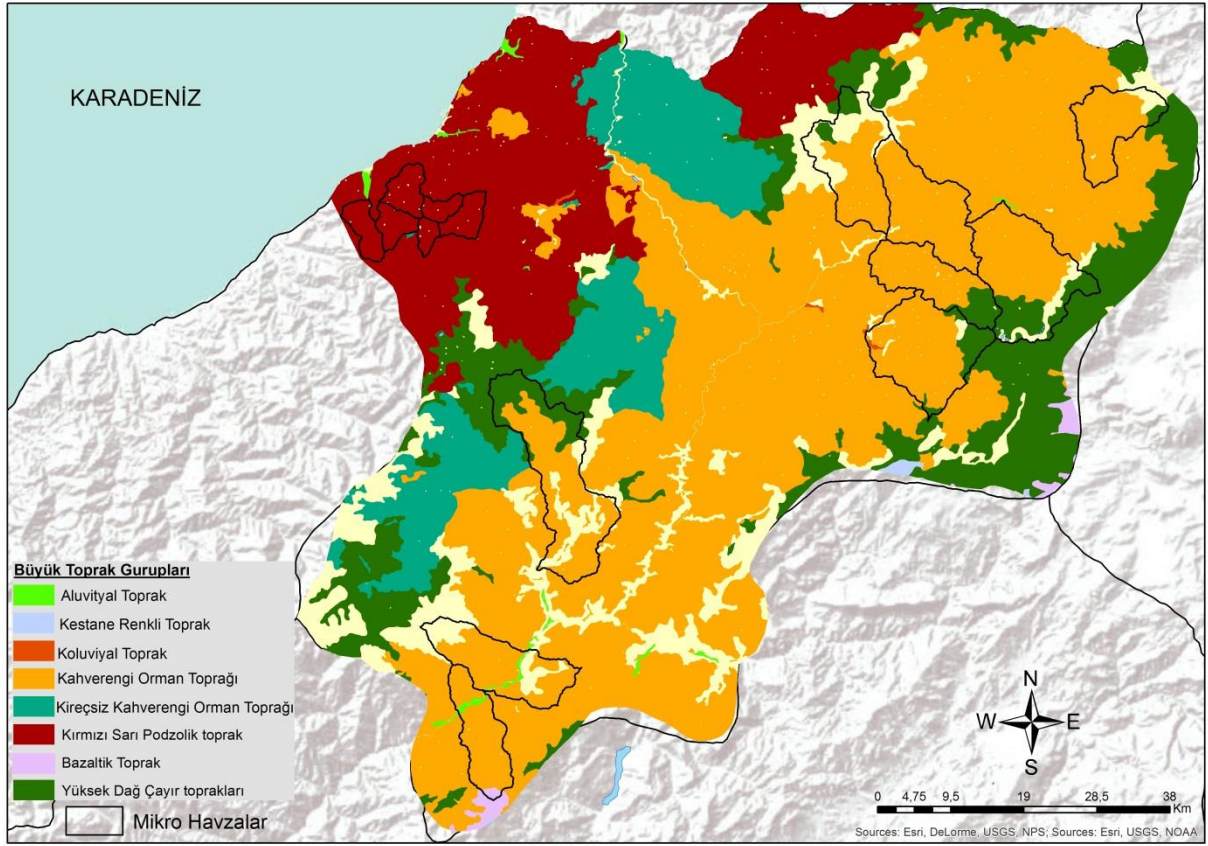 KARADENİZ
Büyük Toprak Gurupları
Aluvityal Toprak
Kestane Renkli Toprak
Koluviyal Toprak
Kahverengi Orman Toprağı
Kireçsiz Kahverengi Orman Toprağı
Kırmızı Sarı Podzolik toprak
Bazaltik Toprak
Yüksek Dağ Çayır toprakları
Mikro Havzalar
N
W E
S
0 4,75 9,5 19 28,5 38
Km
Sources: Esri, DeLorme, USGS, NPS; Sources: Esri, USGS, NOAA